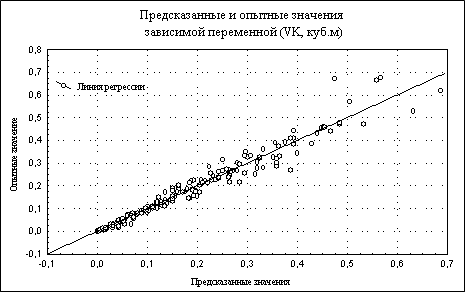 Предсказанные и опытные значения
зависимой переменной (VK, куб.м)
0,8
0,7
Линия регрессии
0,6
0,5
0,4
0,3
0,2
0,1
0,0
-0,1
Опытные значение
-0,1 0,0 0,1 0,2 0,3 0,4 0,5 0,6 0,7
Предсказанные значения